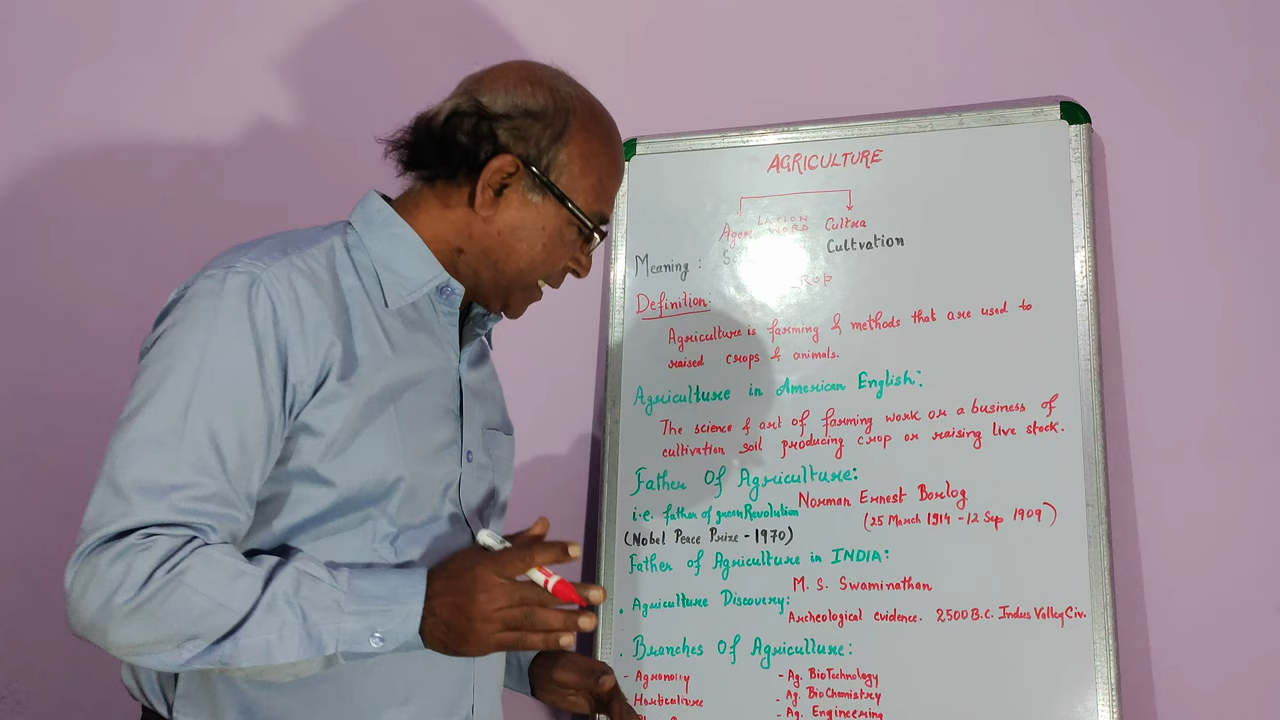 AGRICULTURE
LATION
WORD
Cultra
Meaning :
Cultvation
Definition:
Agriculture is farming & methods that are used to
raised crops & animals.
Agriculture in American English:
The science & art of farming work or a business of
cultivation soil producing crop or raising live stock.
Father Of Agriculture:
Norman Ernest Borlog
i.e. father of green Revolution
(25 March 1914 - 12 Sep 1909)
(Nobel Peace Prize - 1970)
Father of Agriculture in INDIA:
M. S. Swaminathan
. Agriculture Discovery:
Archeological evidence. 2500 B.C. Indus Valley Civ.
. Branches Of Agriculture:
- Agronomy
- Ag. BioTechnology
Horticulture
- Ag. BioChemistry
- Ag. Engineering